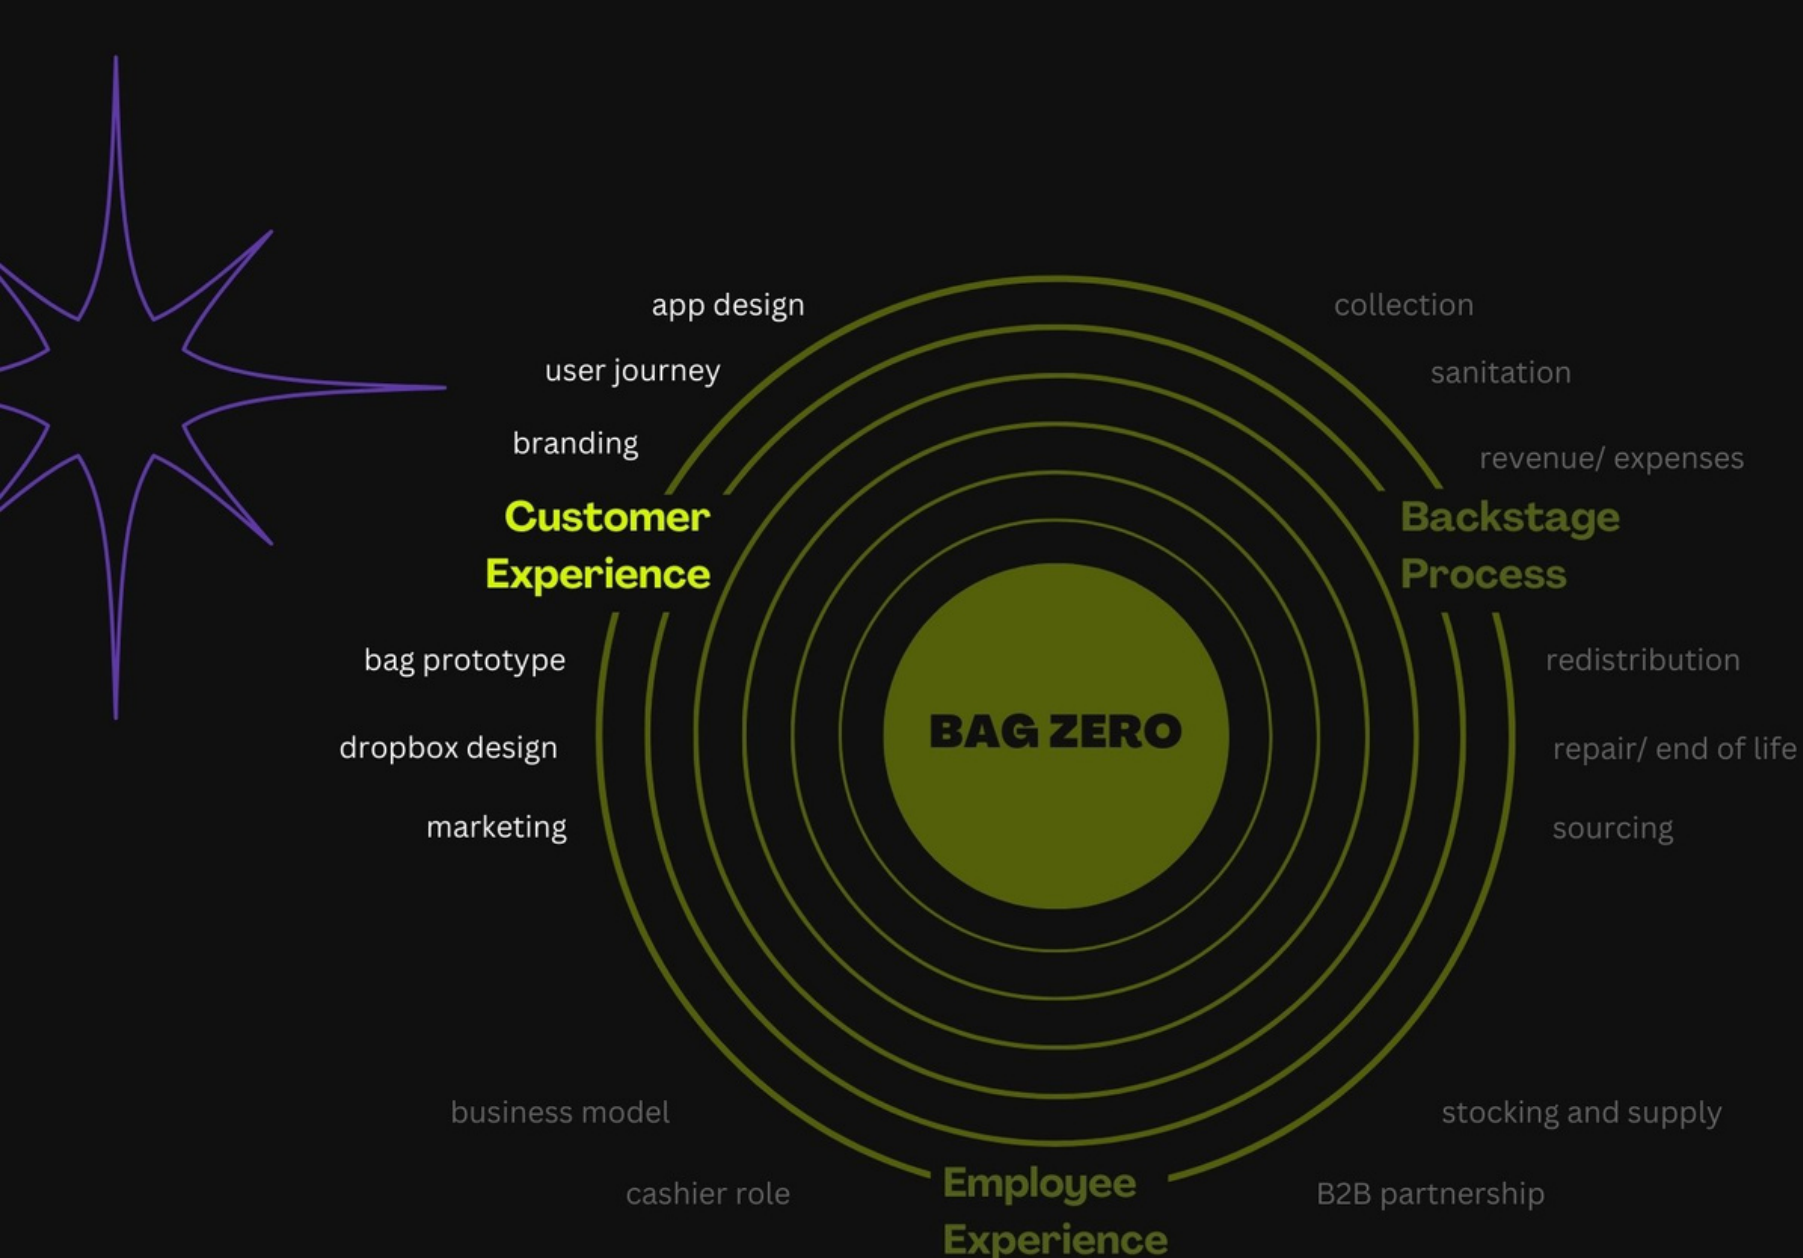 app design
user journey
branding
Customer
Experience
bag prototype
dropbox design
marketing
BAG ZERO
collection
sanitation
revenue/ expenses
Backstage
Process
redistribution
repair/ end of life
sourcing
business model
cashier role
Employee
Experience
stocking and supply
B2B partnership